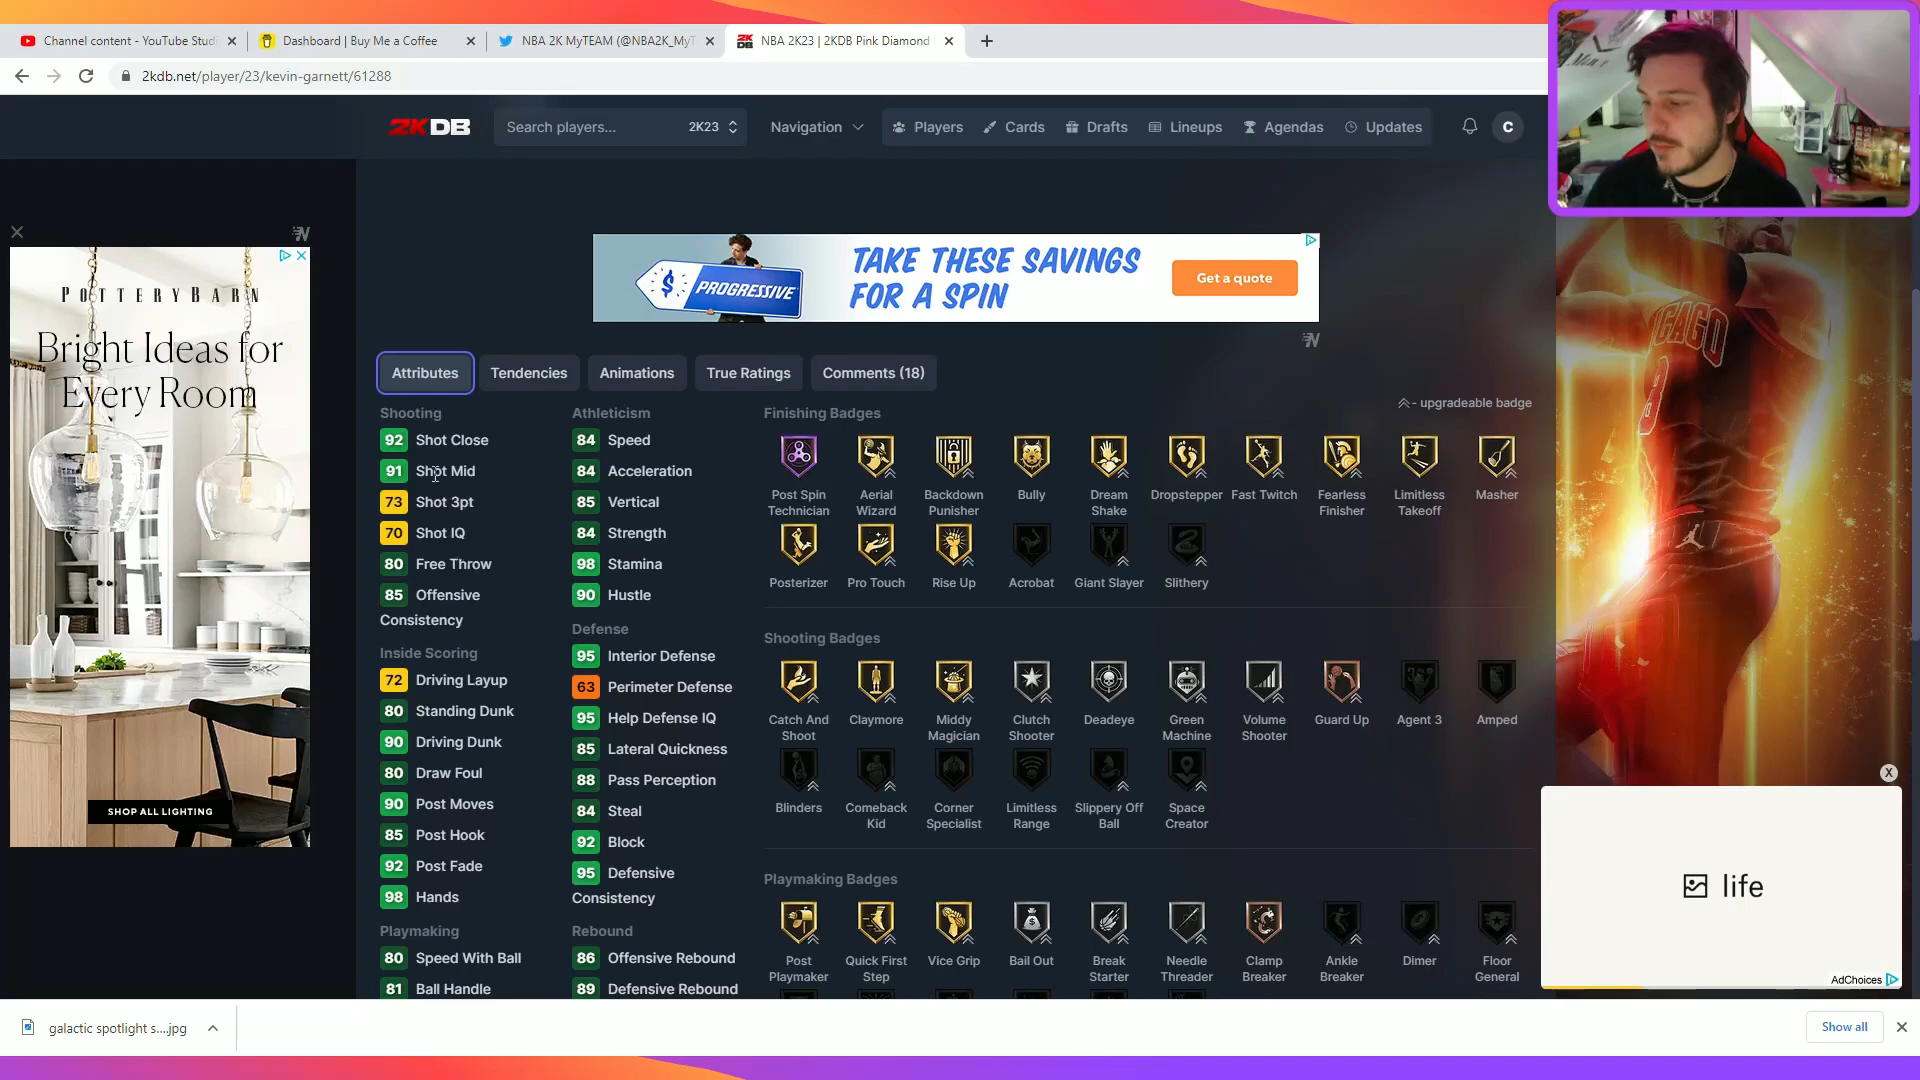 Channel content - YouTube Studi
Dashboard | Buy Me a Coffee
NBA 2K MyTEAM (@NBA2K_MyT
NBA 2K23 | 2KDB Pink Diamond
2kdb.net/player/23/kevin-garnett/61288
2KDB
Search players...
2K23
Navigation
Players
Cards
Drafts
Lineups
Agendas
Updates
C
POTTERYBARN
Bright Ideas for
Every Room
SHOP ALL LIGHTING
PROGRESSIVE
TAKE THESE SAVINGS
FOR A SPIN
Get a quote
Attributes
Tendencies
Animations
True Ratings
Comments (18)
Shooting
92 Shot Close
91 Shot Mid
73 Shot 3pt
70 Shot IQ
80 Free Throw
85 Offensive
Consistency
Inside Scoring
72 Driving Layup
80 Standing Dunk
90 Driving Dunk
80 Draw Foul
90 Post Moves
85 Post Hook
92 Post Fade
98 Hands
Playmaking
80 Speed With Ball
81 Ball Handle
Athleticism
84 Speed
84 Acceleration
85 Vertical
84 Strength
98 Stamina
90 Hustle
Defense
95 Interior Defense
63 Perimeter Defense
95 Help Defense IQ
85 Lateral Quickness
88 Pass Perception
84 Steal
92 Block
95 Defensive
Consistency
Rebound
86 Offensive Rebound
89 Defensive Rebound
Finishing Badges
- upgradeable badge
Post Spin
Technician
Aerial
Wizard
Backdown
Punisher
Bully
Dream
Shake
Dropstepper
Fast Twitch
Fearless
Finisher
Limitless
Takeoff
Masher
Posterizer
Pro Touch
Rise Up
Acrobat
Giant Slayer
Slithery
Shooting Badges
Catch And
Shoot
Claymore
Middy
Magician
Clutch
Shooter
Deadeye
Green
Machine
Volume
Shooter
Guard Up
Agent 3
Amped
Blinders
Comeback
Kid
Corner
Specialist
Limitless
Range
Slippery Off
Ball
Space
Creator
Playmaking Badges
Post
Playmaker
Quick First
Step
Vice Grip
Bail Out
Break
Starter
Needle
Threader
Clamp
Breaker
Ankle
Breaker
Dimer
Floor
General
life
AdChoices
galactic spotlight s....jpg
Show all